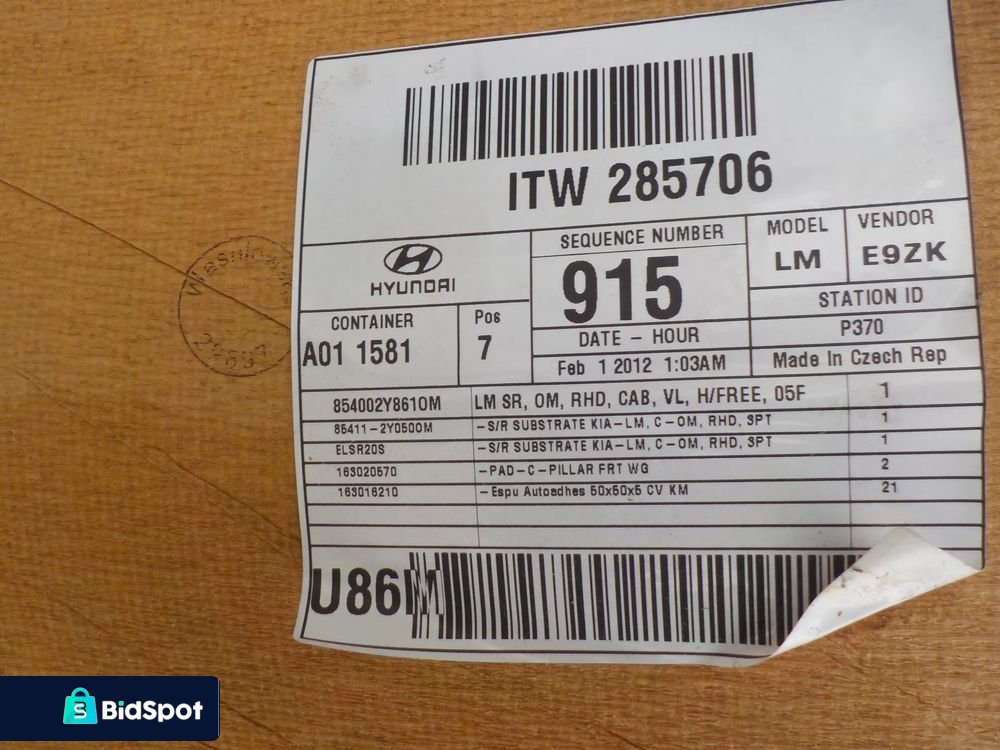 ITW 285706
HYUNDAI
SEQUENCE NUMBER
915
MODEL
LM
VENDOR
E9ZK
CONTAINER
A01 1581
Pos
7
DATE - HOUR
Feb 1 2012 1:03AM
STATION ID
P370
Made In Czech Rep
854002Y8610M LM SR, OM, RHD, CAB, VL, H/FREE, 05F 1
85411-2Y0500M -S/R SUBSTRATE KIA-LM, C-OM, RHD, 3PT 1
ELSR20S -S/R SUBSTRATE KIA-LM, C-OM, RHD, 3PT 1
163020570 -PAD-C-PILLAR FRT WG 2
163016210 -Espu Autoadhes 50x50x5 CV KM 21
U86M
BidSpot